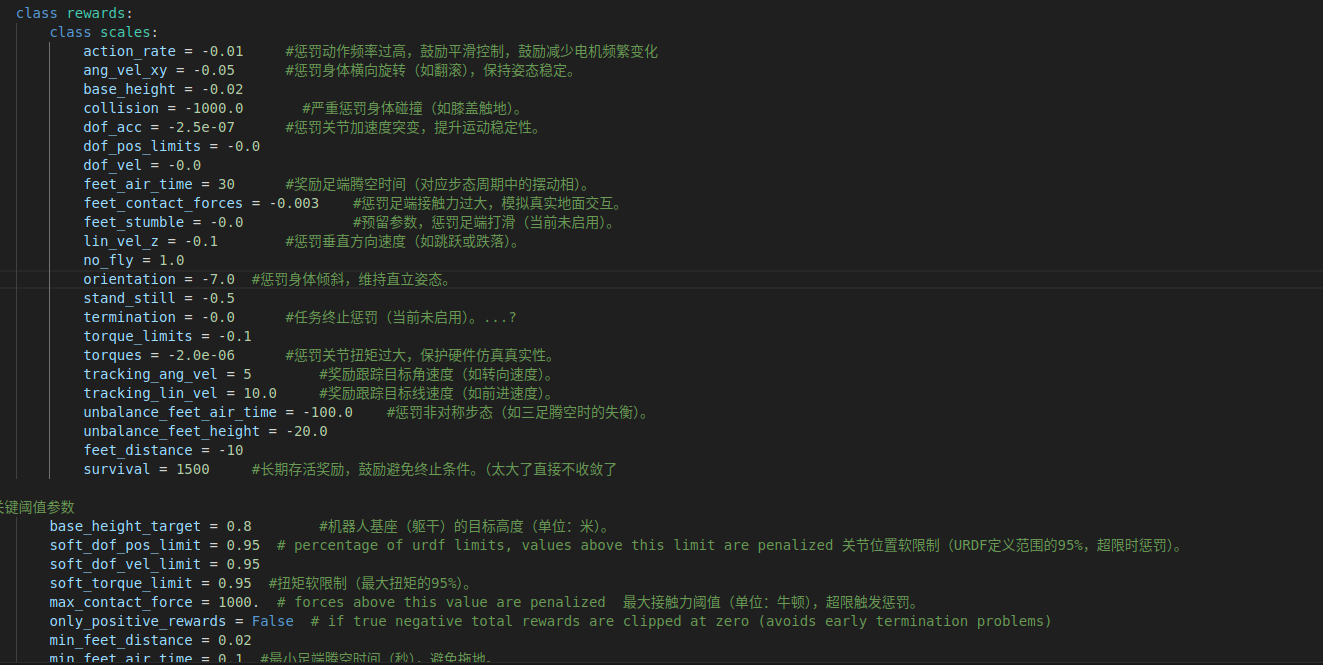 class rewards:
class scales:
action_rate = -0.01 #惩罚动作频率过高，鼓励平滑控制，鼓励减少电机频繁变化
ang_vel_xy = -0.05 #惩罚身体横向旋转（如翻滚），保持姿态稳定。
base_height = -0.02
collision = -1000.0 #严重惩罚身体碰撞（如膝盖触地）。
dof_acc = -2.5e-07 #惩罚关节加速度突变，提升运动稳定性。
dof_pos_limits = -0.0
dof_vel = -0.0
feet_air_time = 30 #奖励足端腾空时间（对应步态周期中的摆动相）。
feet_contact_forces = -0.003 #惩罚足端接触力过大，模拟真实地面交互。
feet_stumble = -0.0 #预留参数，惩罚足端打滑（当前未启用）。
lin_vel_z = -0.1 #惩罚垂直方向速度（如跳跃或跌落）。
no_fly = 1.0
orientation = -7.0 #惩罚身体倾斜，维持直立姿态。
stand_still = -0.5
termination = -0.0 #任务终止惩罚（当前未启用）。...?
torque_limits = -0.1
torques = -2.0e-06 #惩罚关节扭矩过大，保护硬件仿真真实性。
tracking_ang_vel = 5 #奖励跟踪目标角速度（如转向速度）。
tracking_lin_vel = 10.0 #奖励跟踪目标线速度（如前进速度）。
unbalance_feet_air_time = -100.0 #惩罚非对称步态（如三足腾空时的失衡）。
unbalance_feet_height = -20.0
feet_distance = -10
survival = 1500 #长期存活奖励，鼓励避免终止条件。（太大了直接不收敛了
关键阈值参数
base_height_target = 0.8 #机器人基座（躯干）的目标高度（单位：米）。
soft_dof_pos_limit = 0.95 # percentage of urdf limits, values above this limit are penalized 关节位置软限制（URDF定义范围的95%，超限时惩罚）。
soft_dof_vel_limit = 0.95
soft_torque_limit = 0.95 #扭矩软限制（最大扭矩的95%）。
max_contact_force = 1000. # forces above this value are penalized 最大接触力阈值（单位：牛顿），超限触发惩罚。
only_positive_rewards = False # if true negative total rewards are clipped at zero (avoids early termination problems)
min_feet_distance = 0.02
min_feet_air_time = 0.1 #最小足端腾空时间（秒），避免拖地。